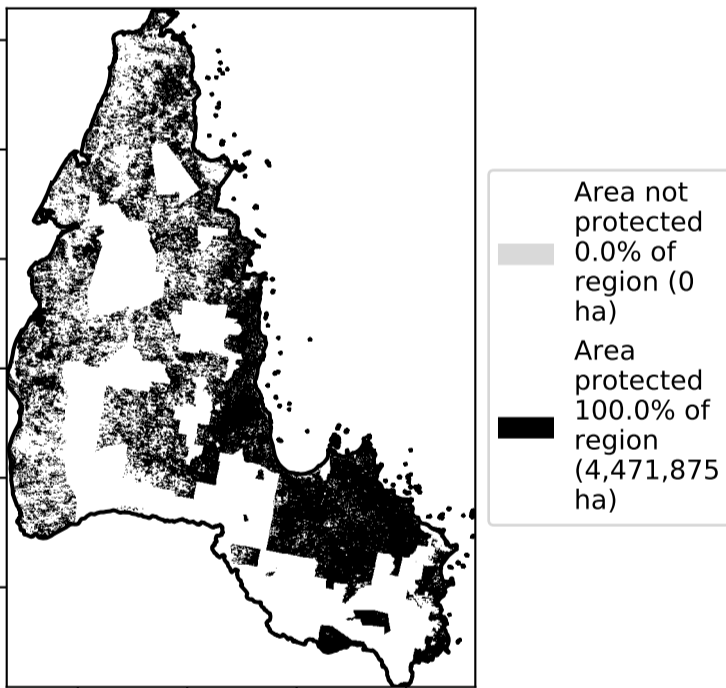 Area not
protected
0.0% of
region (0
ha)
Area
protected
100.0% of
region
(4,471,875
ha)